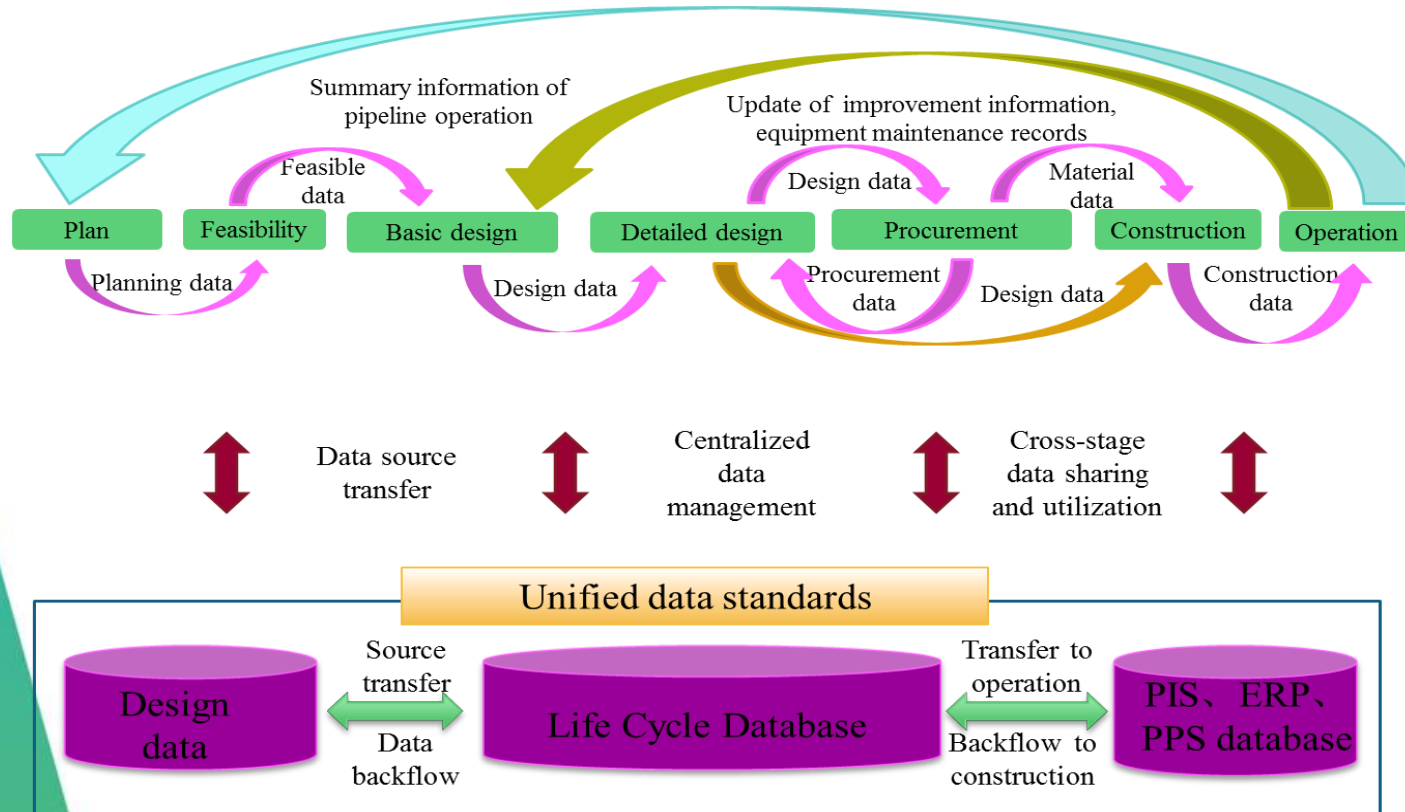 Summary information of
pipeline operation
Update of improvement information,
equipment maintenance records
Feasible
data
Design data
Material
data
Plan
Feasibility
Basic design
Detailed design
Procurement
Construction
Operation
Planning data
Design data
Procurement
data
Design data
Construction
data
Data source
transfer
Centralized
data
management
Cross-stage
data sharing
and utilization
Unified data standards
Design
data
Source
transfer
Data
backflow
Life Cycle Database
Transfer to
operation
Backflow to
construction
PIS、ERP、
PPS database